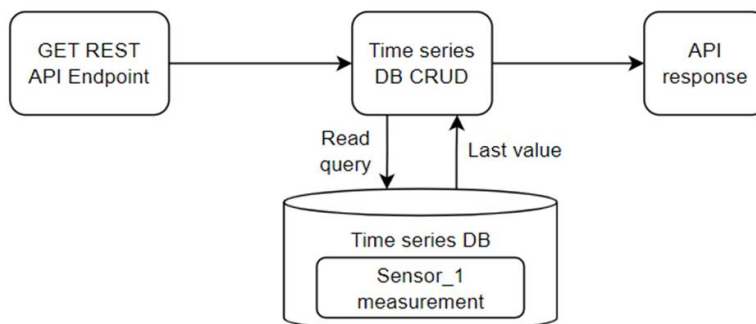 GET REST
API Endpoint
Time series
DB CRUD
API
response
Read
query
Last value
Time series DB
Sensor_1
measurement